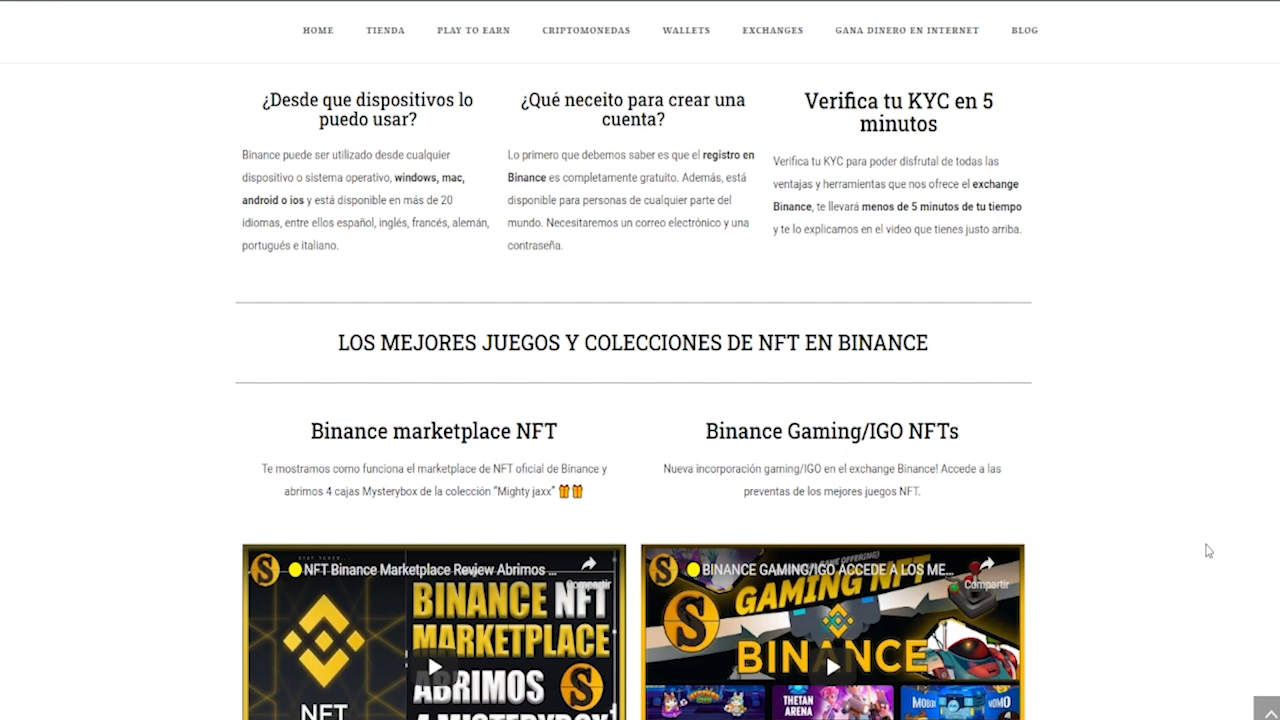 HOME TIENDA PLAY TO EARN CRIPTOMONEDAS WALLETS EXCHANGES GANA DINERO EN INTERNET BLOG
¿Desde que dispositivos lo
puedo usar?
Binance puede ser utilizado desde cualquier
dispositivo o sistema operativo, windows, mac,
android o ios y está disponible en más de 20
idiomas, entre ellos español, inglés, francés, alemán,
portugués e italiano.
¿Qué neceito para crear una
cuenta?
Lo primero que debemos saber es que el registro en
Binance es completamente gratuito. Además, está
disponible para personas de cualquier parte del
mundo. Necesitaremos un correo electrónico y una
contraseña.
Verifica tu KYC en 5
minutos
Verifica tu KYC para poder disfrutal de todas las
ventajas y herramientas que nos ofrece el exchange
Binance, te llevará menos de 5 minutos de tu tiempo
y te lo explicamos en el video que tienes justo arriba.
LOS MEJORES JUEGOS Y COLECCIONES DE NFT EN BINANCE
Binance marketplace NFT
Te mostramos como funciona el marketplace de NFT oficial de Binance y
abrimos 4 cajas Mysterybox de la colección “Mighty jaxx” 🎁🎁
Binance Gaming/IGO NFTs
Nueva incorporación gaming/IGO en el exchange Binance! Accede a las
preventas de los mejores juegos NFT.
NFT Binance Marketplace Review Abrimos ...
Compartir
BINANCE NFT
MARKETPLACE
ABRIMOS
4 MISTERYBOX
NFT
BINANCE GAMING/IGO ACCEDE A LOS ME...
Compartir
GAMING NFT
BINANCE
THETAN
ARENA